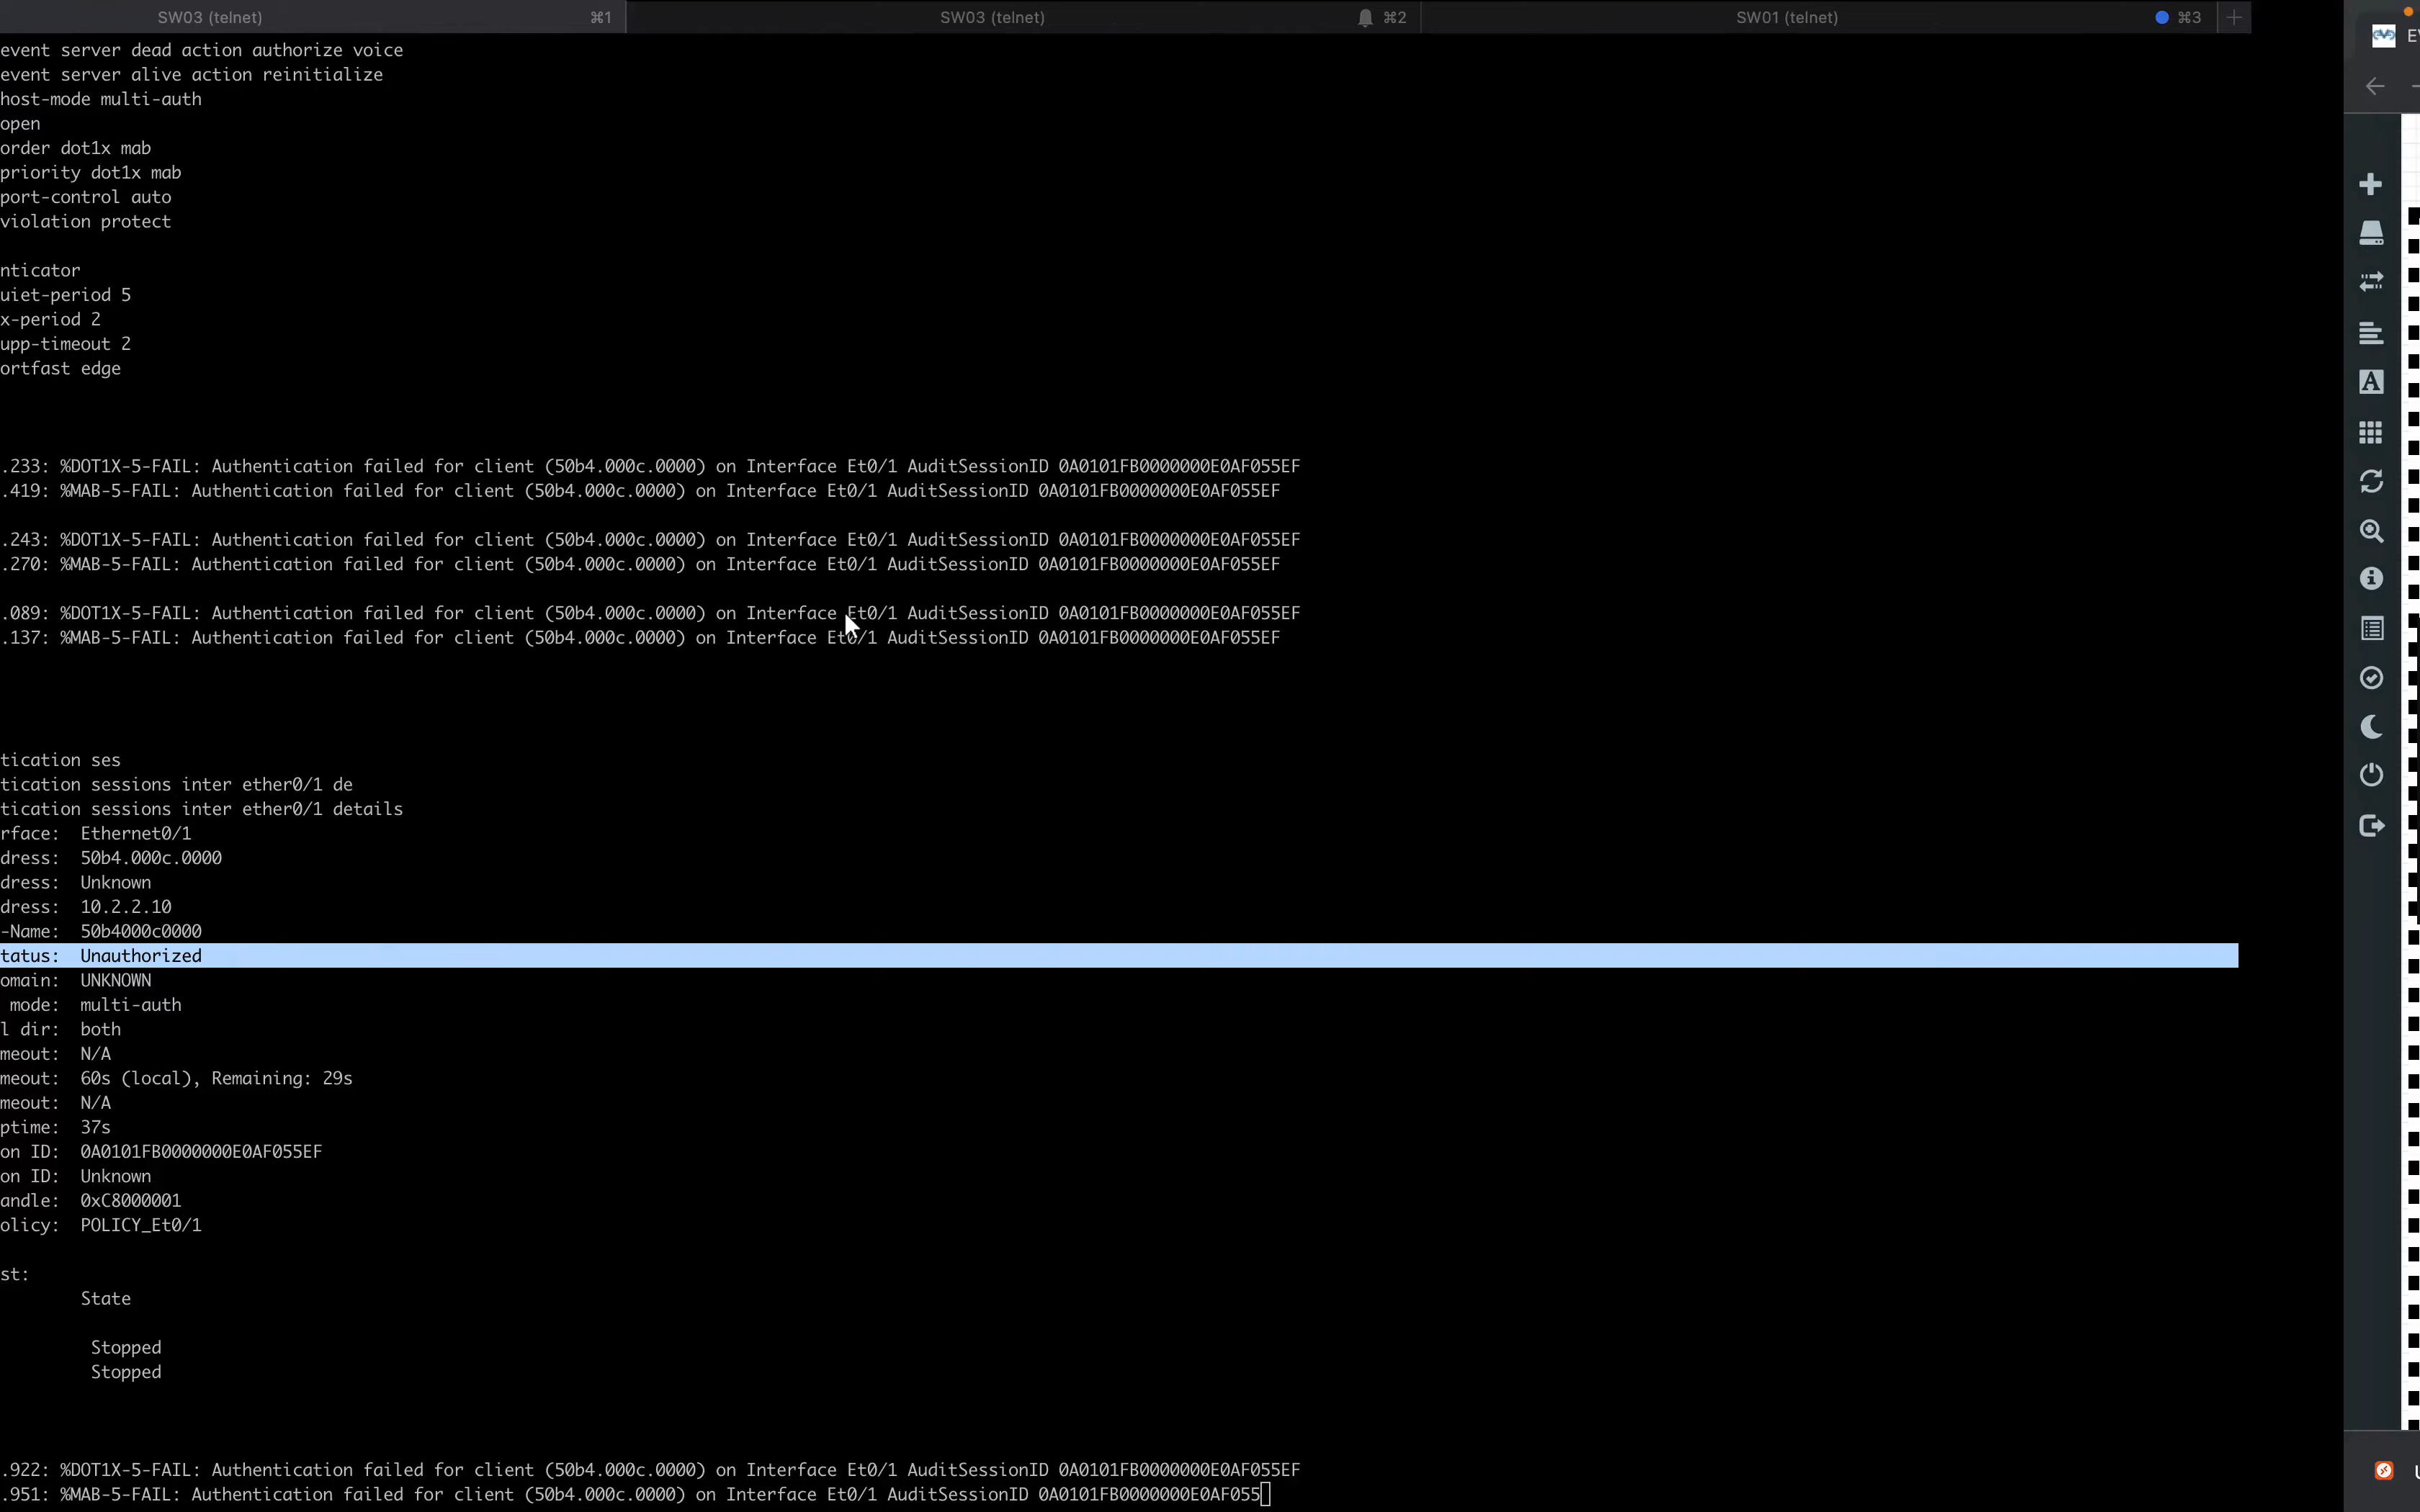 SW03 (telnet) ⌘1 SW03 (telnet) ⌘2 SW01 (telnet) ⌘3
event server dead action authorize voice
event server alive action reinitialize
host-mode multi-auth
open
order dot1x mab
priority dot1x mab
port-control auto
violation protect
nticator
uiet-period 5
x-period 2
upp-timeout 2
ortfast edge
.233: %DOT1X-5-FAIL: Authentication failed for client (50b4.000c.0000) on Interface Et0/1 AuditSessionID 0A0101FB0000000E0AF055EF
.419: %MAB-5-FAIL: Authentication failed for client (50b4.000c.0000) on Interface Et0/1 AuditSessionID 0A0101FB0000000E0AF055EF
.243: %DOT1X-5-FAIL: Authentication failed for client (50b4.000c.0000) on Interface Et0/1 AuditSessionID 0A0101FB0000000E0AF055EF
.270: %MAB-5-FAIL: Authentication failed for client (50b4.000c.0000) on Interface Et0/1 AuditSessionID 0A0101FB0000000E0AF055EF
.089: %DOT1X-5-FAIL: Authentication failed for client (50b4.000c.0000) on Interface Et0/1 AuditSessionID 0A0101FB0000000E0AF055EF
.137: %MAB-5-FAIL: Authentication failed for client (50b4.000c.0000) on Interface Et0/1 AuditSessionID 0A0101FB0000000E0AF055EF
tication ses
tication sessions inter ether0/1 de
tication sessions inter ether0/1 details
rface: Ethernet0/1
dress: 50b4.000c.0000
dress: Unknown
dress: 10.2.2.10
-Name: 50b4000c0000
tatus: Unauthorized
omain: UNKNOWN
mode: multi-auth
l dir: both
meout: N/A
meout: 60s (local), Remaining: 29s
meout: N/A
ptime: 37s
on ID: 0A0101FB0000000E0AF055EF
on ID: Unknown
andle: 0xC8000001
olicy: POLICY_Et0/1
st:
State
Stopped
Stopped
.922: %DOT1X-5-FAIL: Authentication failed for client (50b4.000c.0000) on Interface Et0/1 AuditSessionID 0A0101FB0000000E0AF055EF
.951: %MAB-5-FAIL: Authentication failed for client (50b4.000c.0000) on Interface Et0/1 AuditSessionID 0A0101FB0000000E0AF055